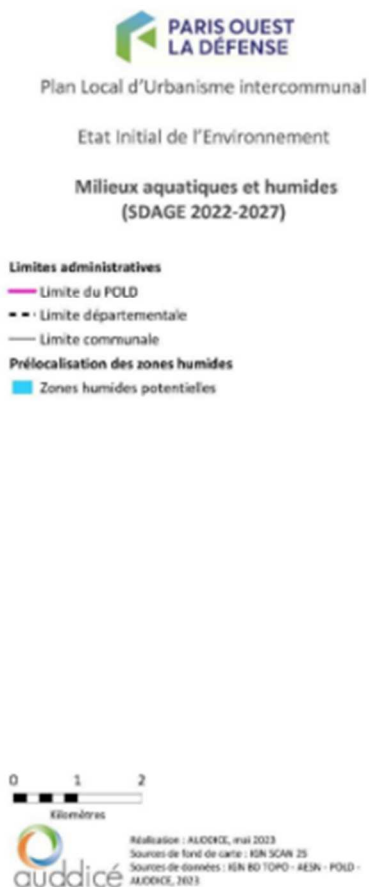 PARIS OUEST
LA DÉFENSE
Plan Local d'Urbanisme intercommunal
Etat Initial de l'Environnement
Milieux aquatiques et humides
(SDAGE 2022-2027)
Limites administratives
Limite du POLD
Limite départementale
Limite communale
Prélocalisation des zones humides
Zones humides potentielles
0 1 2
Kilomètres
Réalisation : AUDDICE, mai 2023
Sources de fond de carte : IGN SCAN 25
Sources de données : IGN BD TOPO - AESN - POLD -
AUDDICE, 2023
auddicé